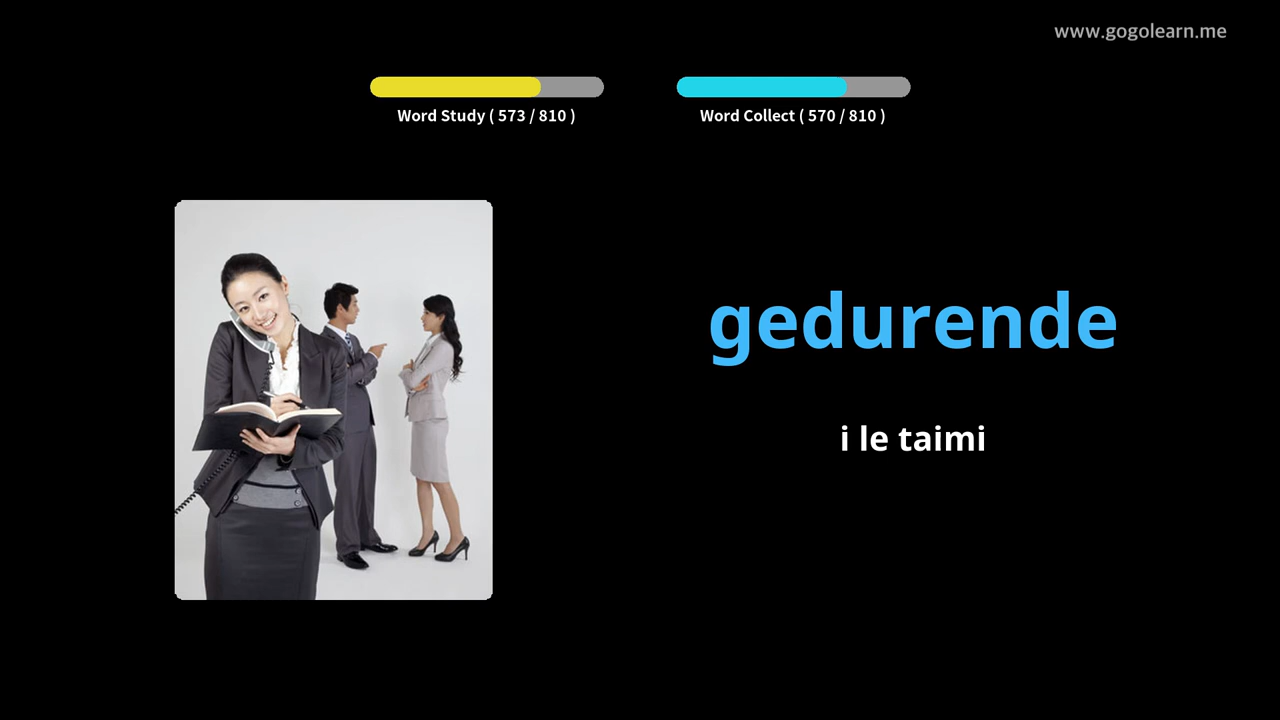 www.gogolearn.me
Word Study ( 573 / 810 )
Word Collect ( 570 / 810 )
gedurende
i le taimi